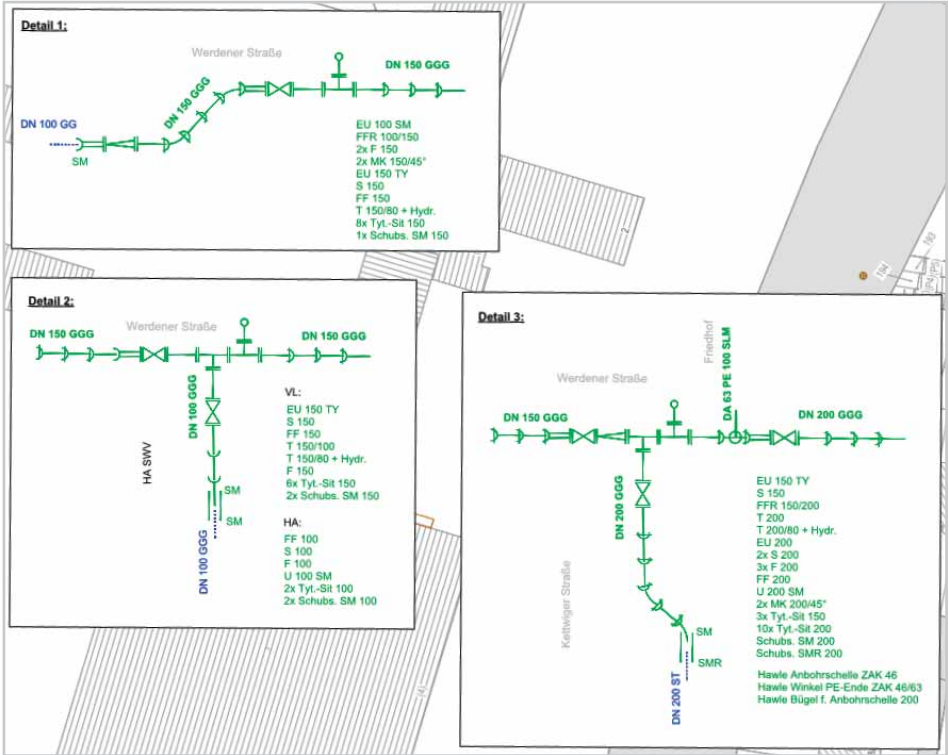 Detail 1:
Werdener Straße
DN 150 GGG
DN 150 GGG
DN 100 GG
SM
EU 100 SM
FFR 100/150
2x F 150
2x MK 150/45°
EU 150 TY
S 150
FF 150
T 150/80 + Hydr.
8x Tyt.-Sit 150
1x Schubs. SM 150
2
193
194
(P4)(P5)
Detail 2:
Werdener Straße
DN 150 GGG
DN 150 GGG
DN 100 GGG
HA SWV
SM
SM
DN 100 GGG
VL:
EU 150 TY
S 150
FF 150
T 150/100
T 150/80 + Hydr.
F 150
6x Tyt.-Sit 150
2x Schubs. SM 150
HA:
FF 100
S 100
F 100
U 100 SM
2x Tyt.-Sit 100
2x Schubs. SM 100
(4)
Detail 3:
Werdener Straße
Friedhof
DA 63 PE 100 SLM
DN 150 GGG
DN 200 GGG
DN 200 GGG
Kettwiger Straße
SM
SMR
DN 200 ST
EU 150 TY
S 150
FFR 150/200
T 200
T 200/80 + Hydr.
EU 200
2x S 200
3x F 200
FF 200
U 200 SM
2x MK 200/45°
3x Tyt.-Sit 150
10x Tyt.-Sit 200
Schubs. SM 200
Schubs. SMR 200
Hawle Anbohrschelle ZAK 46
Hawle Winkel PE-Ende ZAK 46/63
Hawle Bügel f. Anbohrschelle 200